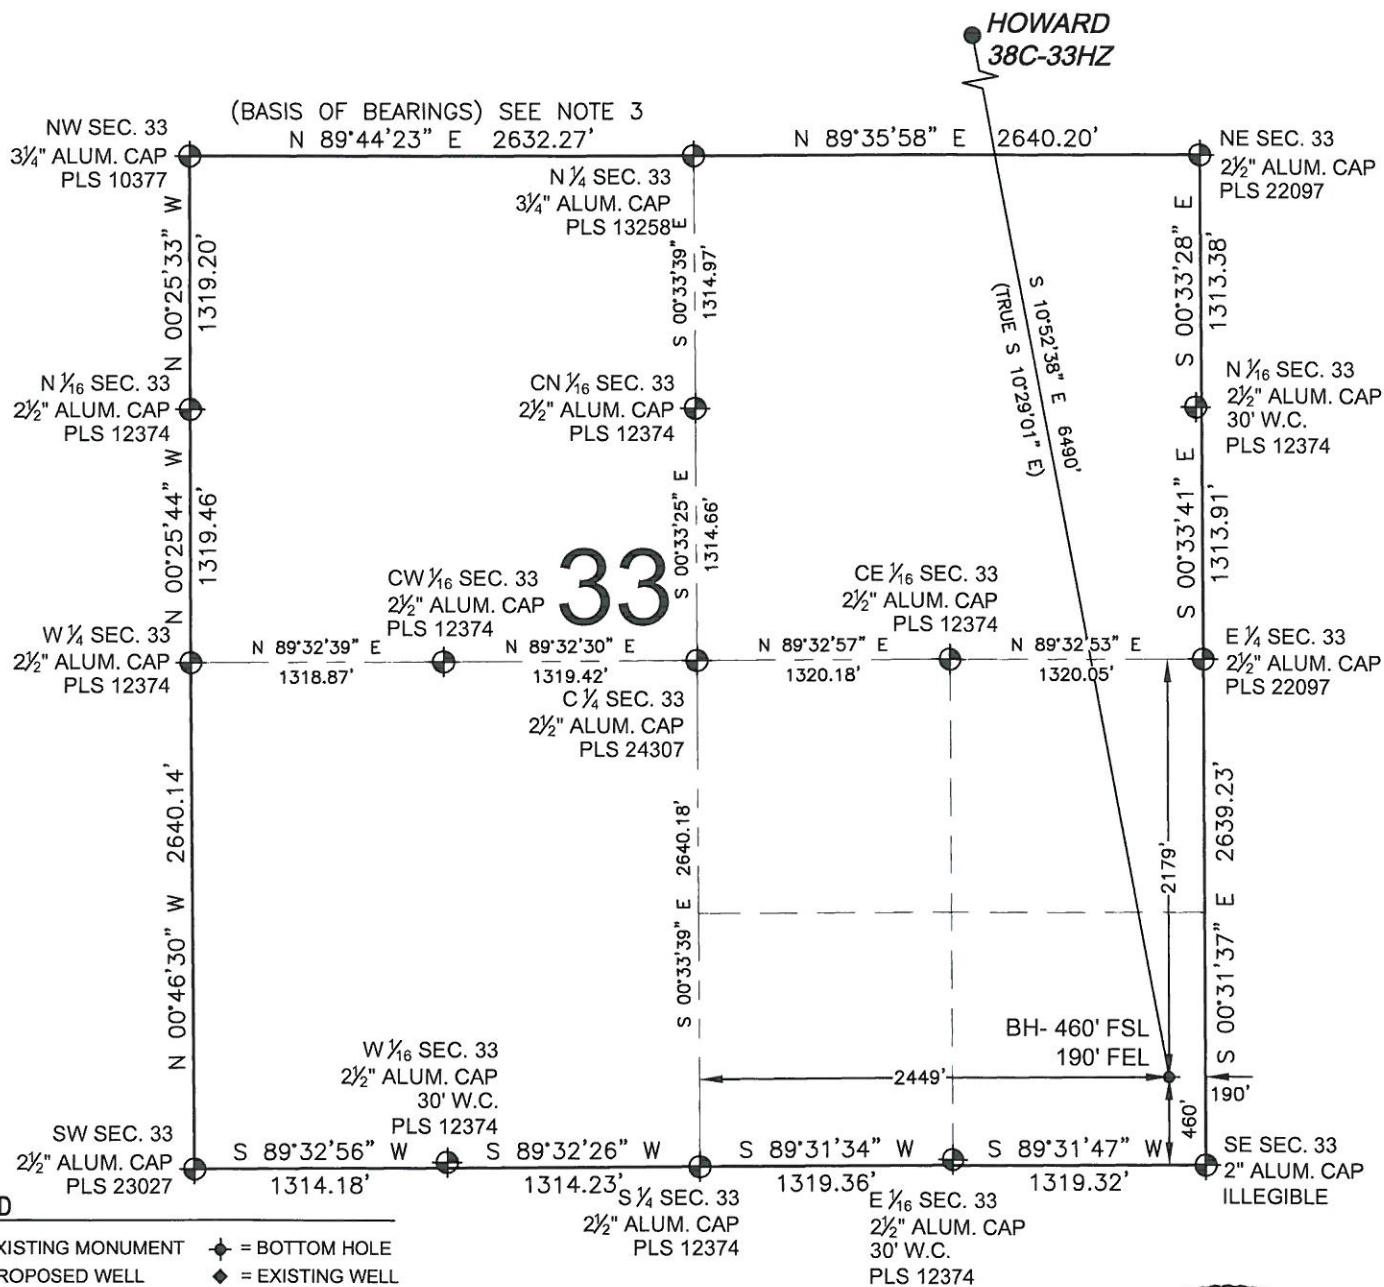 HOWARD
38C-33HZ
(BASIS OF BEARINGS) SEE NOTE 3
N 89°44'23" E 2632.27'
N 89°35'58" E 2640.20'
NW SEC. 33
3¼" ALUM. CAP
PLS 10377
N ¼ SEC. 33
3¼" ALUM. CAP
PLS 13258
NE SEC. 33
2½" ALUM. CAP
PLS 22097
N 00°25'33" W
1319.20'
S 00°33'39" E
1314.97'
S 10°52'38" E 6490'
(TRUE S 10°29'01" E)
S 00°33'28" E
1313.38'
N 1/16 SEC. 33
2½" ALUM. CAP
PLS 12374
CN 1/16 SEC. 33
2½" ALUM. CAP
PLS 12374
N 1/16 SEC. 33
2½" ALUM. CAP
30' W.C.
PLS 12374
N 00°25'44" W
1319.46'
33
S 00°33'25" E
1314.66'
S 00°33'41" E
1313.91'
CW 1/16 SEC. 33
2½" ALUM. CAP
PLS 12374
CE 1/16 SEC. 33
2½" ALUM. CAP
PLS 12374
W ¼ SEC. 33
2½" ALUM. CAP
PLS 12374
N 89°32'39" E
1318.87'
N 89°32'30" E
1319.42'
N 89°32'57" E
1320.18'
N 89°32'53" E
1320.05'
E ¼ SEC. 33
2½" ALUM. CAP
PLS 22097
C ¼ SEC. 33
2½" ALUM. CAP
PLS 24307
N 00°46'30" W 2640.14'
S 00°33'39" E 2640.18'
2179'
S 00°31'37" E 2639.23'
BH- 460' FSL
190' FEL
2449'
190'
460'
W 1/16 SEC. 33
2½" ALUM. CAP
30' W.C.
PLS 12374
SW SEC. 33
2½" ALUM. CAP
PLS 23027
S 89°32'56" W
1314.18'
S 89°32'26" W
1314.23'
S 89°31'34" W
1319.36'
S 89°31'47" W
1319.32'
SE SEC. 33
2" ALUM. CAP
ILLEGIBLE
S ¼ SEC. 33
2½" ALUM. CAP
PLS 12374
E 1/16 SEC. 33
2½" ALUM. CAP
30' W.C.
PLS 12374
D
XISTING MONUMENT = BOTTOM HOLE
ROPOSED WELL = EXISTING WELL